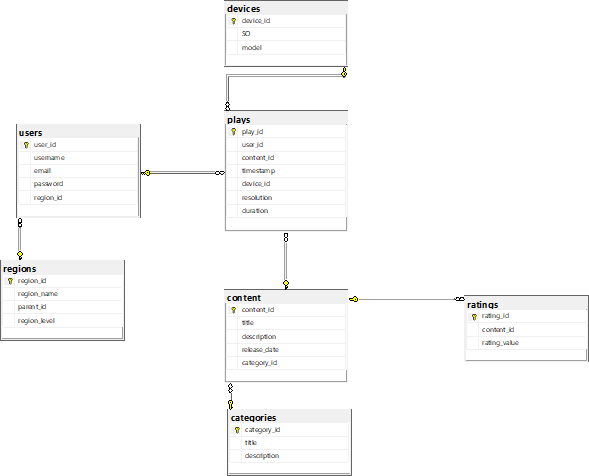 devices
device_id
SO
model
plays
play_id
user_id
content_id
timestamp
device_id
resolution
duration
users
user_id
username
email
password
region_id
regions
region_id
region_name
parent_id
region_level
content
content_id
title
description
release_date
category_id
ratings
rating_id
content_id
rating_value
categories
category_id
title
description